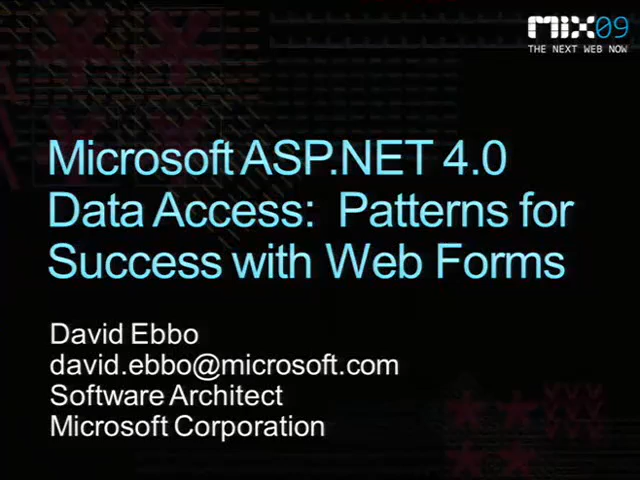 MIX09
THE NEXT WEB NOW
Microsoft ASP.NET 4.0
Data Access: Patterns for
Success with Web Forms
David Ebbo
david.ebbo@microsoft.com
Software Architect
Microsoft Corporation